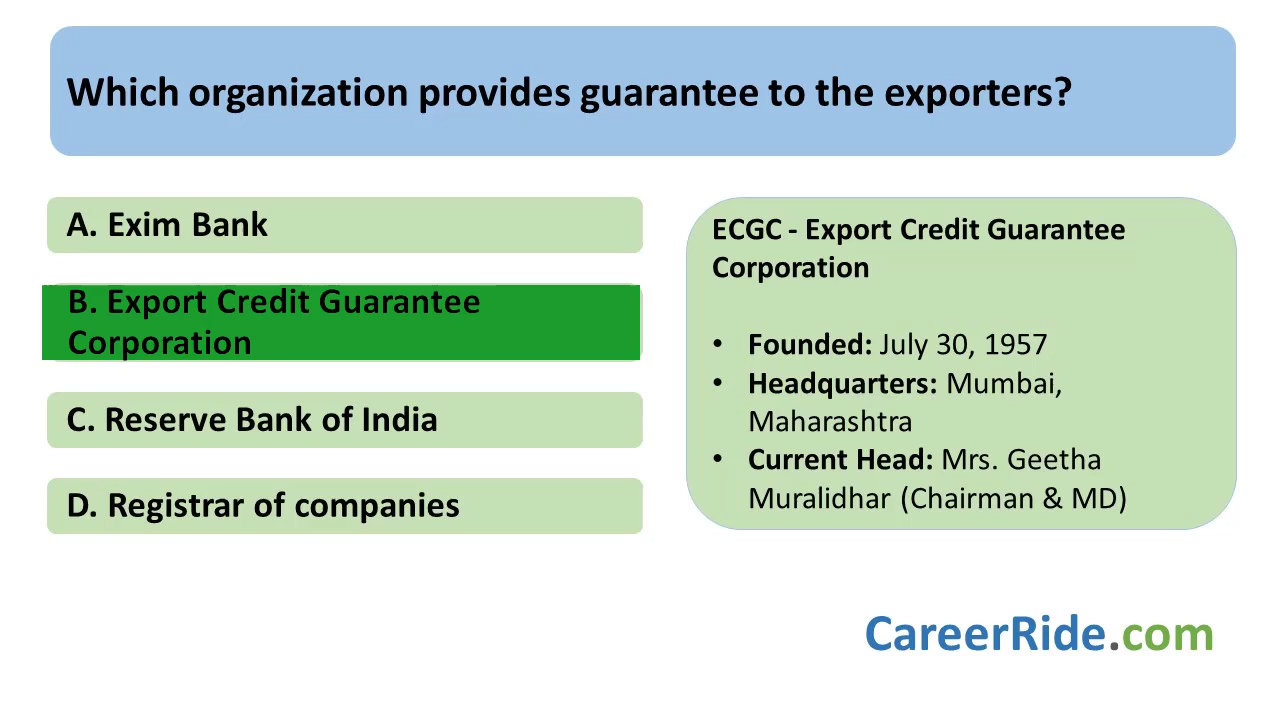 Which organization provides guarantee to the exporters?
A. Exim Bank
B. Export Credit Guarantee
Corporation
C. Reserve Bank of India
D. Registrar of companies
ECGC - Export Credit Guarantee
Corporation
• Founded: July 30, 1957
• Headquarters: Mumbai,
Maharashtra
• Current Head: Mrs. Geetha
Muralidhar (Chairman & MD)
CareerRide.com